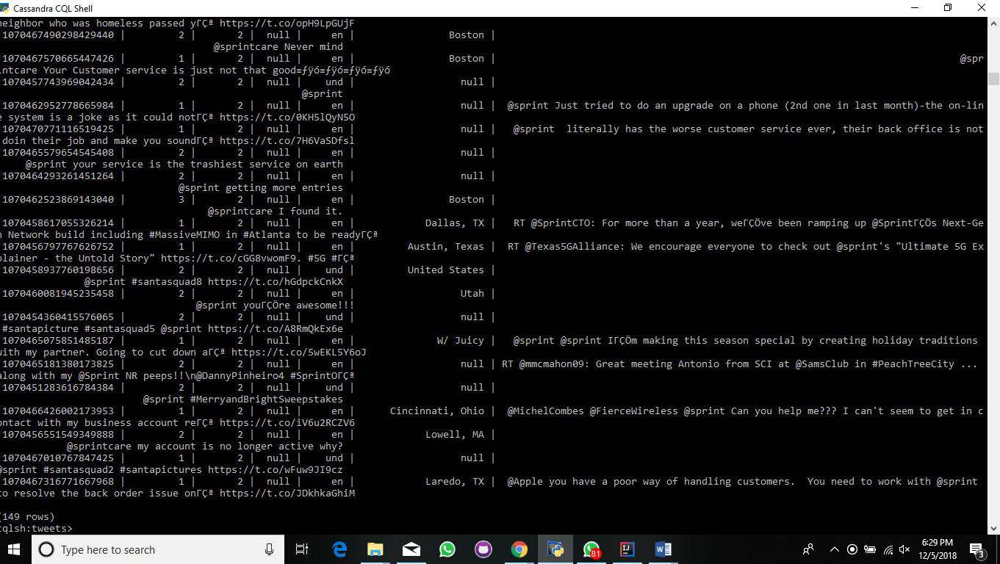 Cassandra CQL Shell
neighbor who was homeless passed yΓÇª https://t.co/opH9LpGUjF
1070467490298429440 | 2 | 2 | null | en | Boston |
@sprintcare Never mind
1070467570665447426 | 1 | 2 | null | en | Boston | @spr
intcare Your Customer service is just not that good≡ƒÿó≡ƒÿó≡ƒÿó≡ƒÿó
1070457743969042434 | 2 | 2 | null | und | null |
@sprint
1070462952778665984 | 1 | 2 | null | en | null | @sprint Just tried to do an upgrade on a phone (2nd one in last month)-the on-lin
e system is a joke as it could notΓÇª https://t.co/0KH5lQyN5O
1070470771116519425 | 1 | 2 | null | en | null | @sprint  literally has the worse customer service ever, their back office is not
doin their job and make you soundΓÇª https://t.co/7H6VaSDfsl
1070465579654545408 | 2 | 2 | null | en | null |
@sprint your service is the trashiest service on earth
1070464293261451264 | 2 | 2 | null | en | null |
@sprint getting more entries
1070462523869143040 | 3 | 2 | null | en | Boston |
@sprintcare I found it.
1070458617055326214 | 1 | 2 | null | en | Dallas, TX | RT @SprintCTO: For more than a year, weΓÇÖve been ramping up @SprintΓÇÖs Next-Ge
n Network build including #MassiveMIMO in #Atlanta to be readyΓÇª
1070456797767626752 | 1 | 2 | null | en | Austin, Texas | RT @Texas5GAlliance: We encourage everyone to check out @sprint's "Ultimate 5G Ex
plainer - the Untold Story" https://t.co/cGG8vwomF9. #5G #ΓÇª
1070458937760198656 | 2 | 2 | null | und | United States |
@sprint #santasquad8 https://t.co/hGdpckCnkX
1070460081945235458 | 2 | 2 | null | en | Utah |
@sprint youΓÇÖre awesome!!!
1070454360415576065 | 2 | 2 | null | und | null |
#santapicture #santasquad5 @sprint https://t.co/A8RmQkEx6e
1070465075851485187 | 1 | 2 | null | en | W/ Juicy | @sprint @sprint IΓÇÖm making this season special by creating holiday traditions
with my partner. Going to cut down aΓÇª https://t.co/5wEKL5Y6oJ
1070465181380173825 | 2 | 2 | null | en | null | RT @mmcmahon09: Great meeting Antonio from SCI at @SamsClub in #PeachTreeCity ...
along with my @Sprint NR peeps!!\n@DannyPinheiro4 #SprintOΓÇª
1070451283616784384 | 2 | 2 | null | und | null |
@sprint #MerryandBrightSweepstakes
1070466426002173953 | 1 | 2 | null | en | Cincinnati, Ohio | @MichelCombes @FierceWireless @sprint Can you help me??? I can't seem to get in c
ontact with my business account reΓÇª https://t.co/iV6u2RCZV6
1070456551549349888 | 2 | 2 | null | en | Lowell, MA |
@sprintcare my account is no longer active why?
1070467010767847425 | 1 | 2 | null | und | null |
@sprint #santasquad2 #santapictures https://t.co/wFuw9JI9cz
1070467316771667968 | 1 | 2 | null | en | Laredo, TX | @Apple you have a poor way of handling customers.  You need to work with @sprint
to resolve the back order issue onΓÇª https://t.co/JDkhkaGhiM
(149 rows)
cqlsh:tweets>
Type here to search
81
6:29 PM
12/5/2018
3